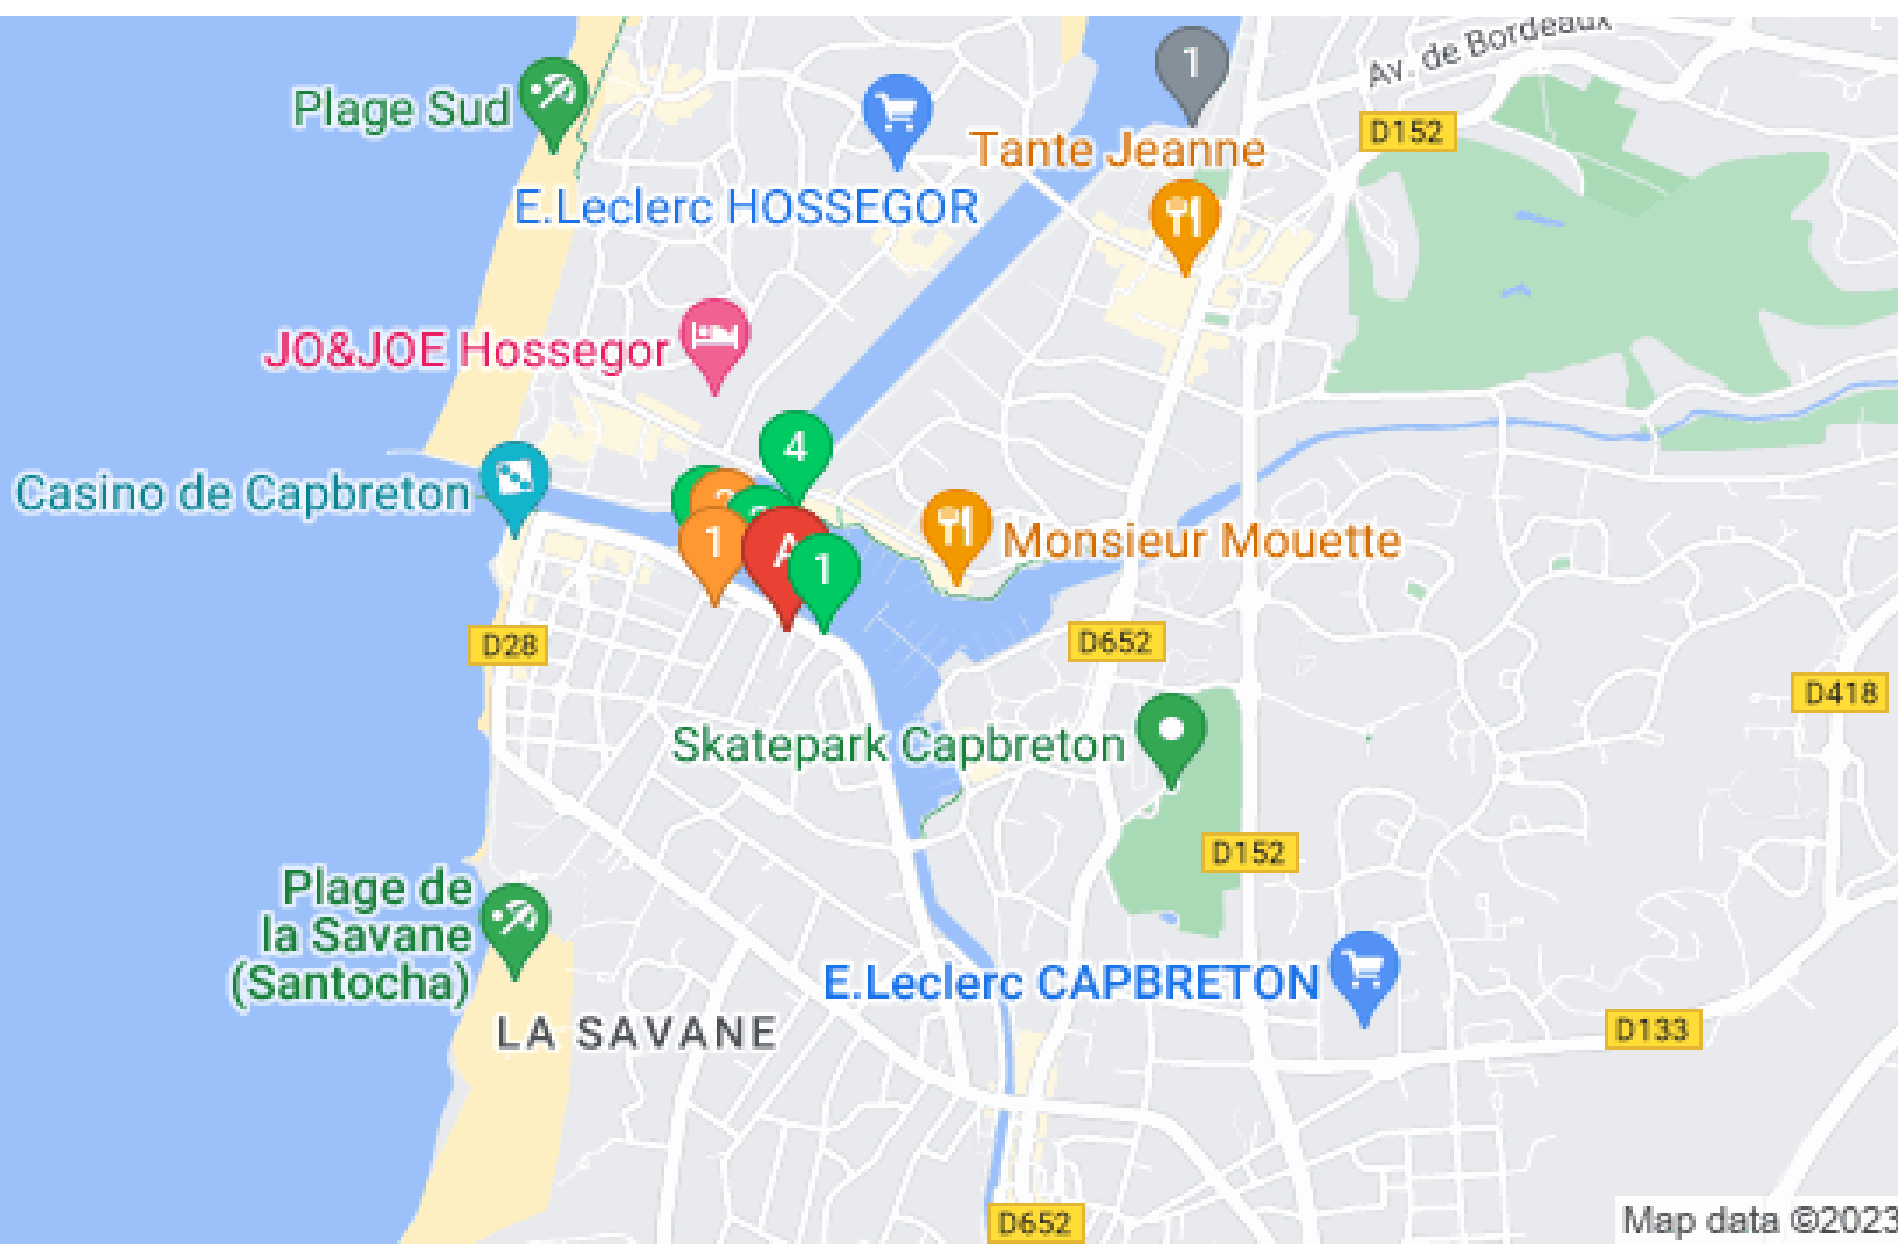 Av. de Bordeaux
1
Plage Sud
D152
Tante Jeanne
E.Leclerc HOSSEGOR
JO&JOE Hossegor
4
Casino de Capbreton
1
A
1
Monsieur Mouette
D28
D652
D418
Skatepark Capbreton
D152
Plage de
la Savane
(Santocha)
E.Leclerc CAPBRETON
LA SAVANE
D133
D652
Map data ©2023